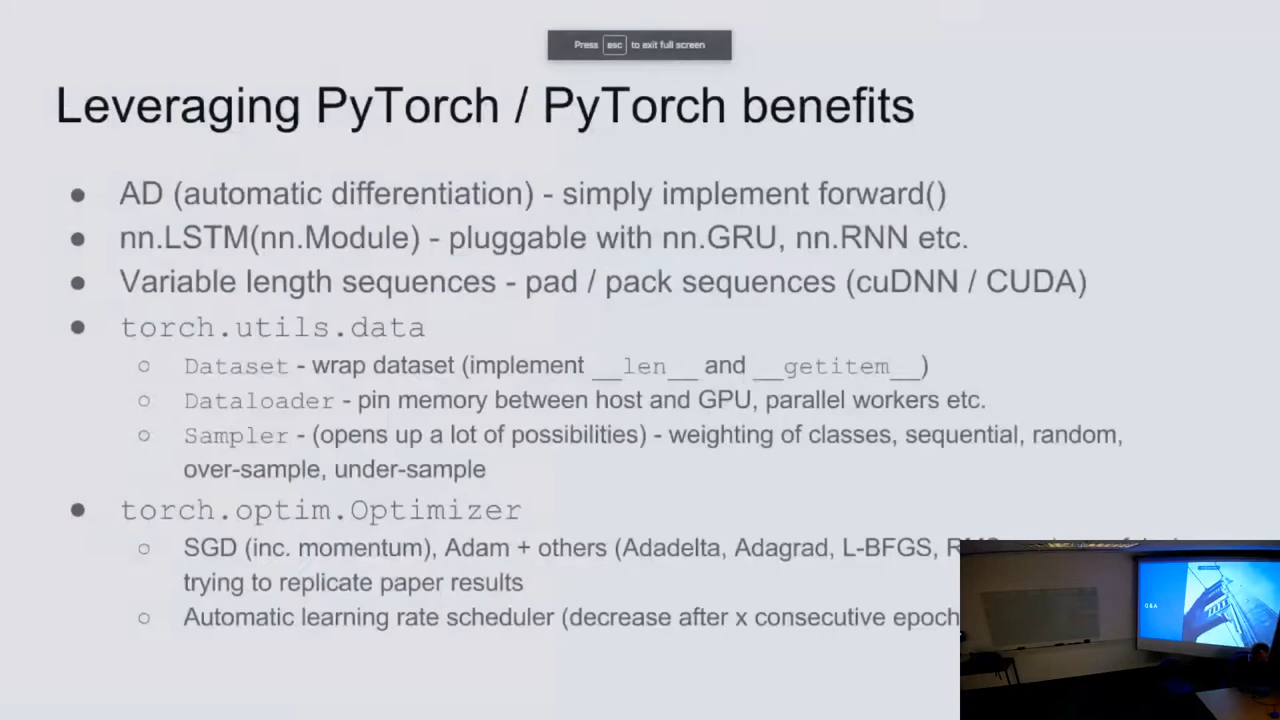 Press esc to exit full screen
Leveraging PyTorch / PyTorch benefits
● AD (automatic differentiation) - simply implement forward()
● nn.LSTM(nn.Module) - pluggable with nn.GRU, nn.RNN etc.
● Variable length sequences - pad / pack sequences (cuDNN / CUDA)
● torch.utils.data
○ Dataset - wrap dataset (implement __len__ and __getitem__)
○ Dataloader - pin memory between host and GPU, parallel workers etc.
○ Sampler - (opens up a lot of possibilities) - weighting of classes, sequential, random,
over-sample, under-sample
● torch.optim.Optimizer
○ SGD (inc. momentum), Adam + others (Adadelta, Adagrad, L-BFGS,
trying to replicate paper results
○ Automatic learning rate scheduler (decrease after x consecutive epoch
Q & A